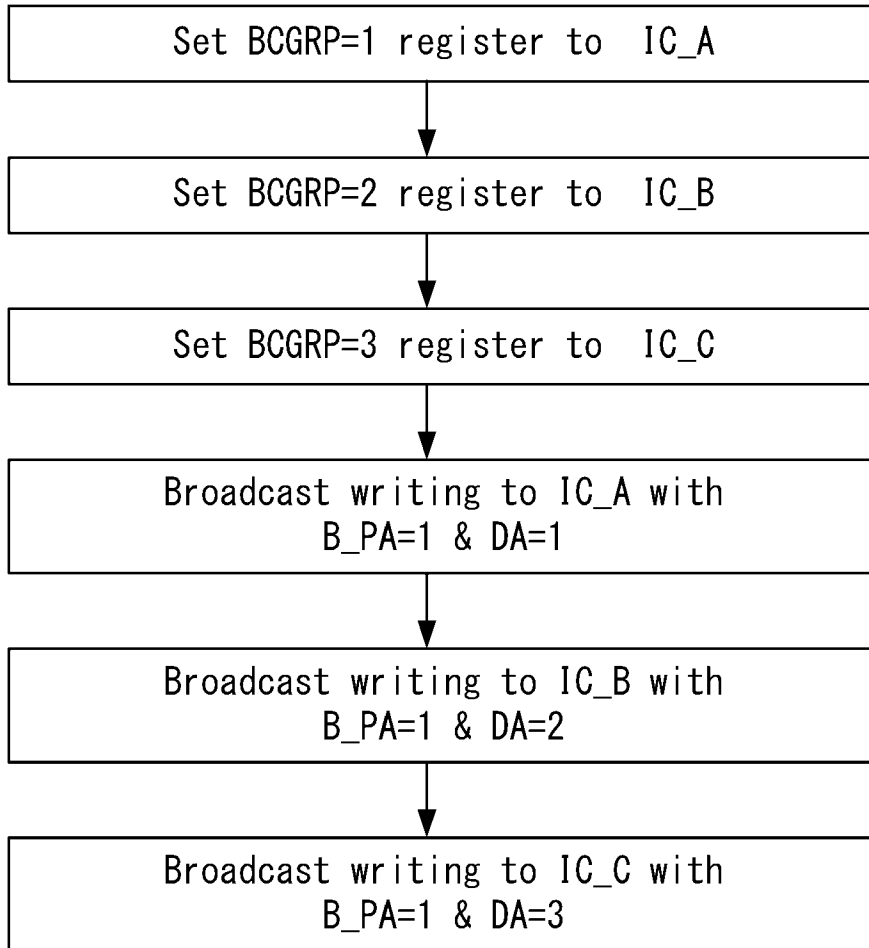 Set BCGRP=1 register to IC_A
Set BCGRP=2 register to IC_B
Set BCGRP=3 register to IC_C
Broadcast writing to IC_A with
B_PA=1 & DA=1
Broadcast writing to IC_B with
B_PA=1 & DA=2
Broadcast writing to IC_C with
B_PA=1 & DA=3